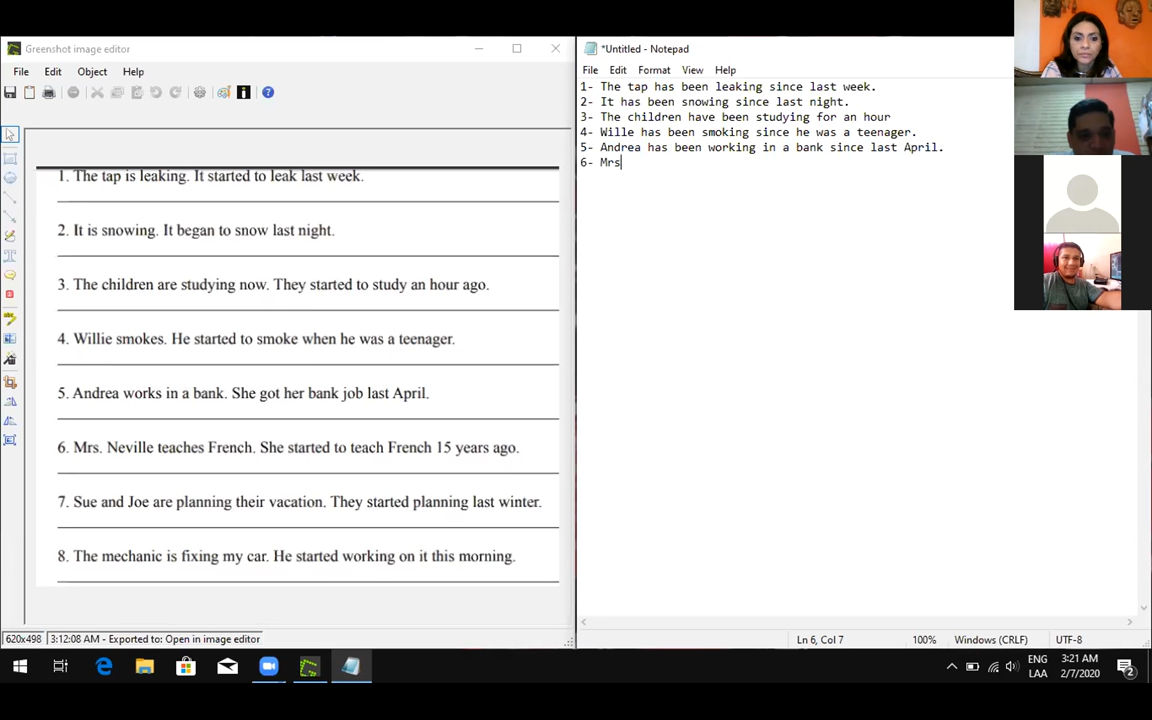 Greenshot image editor
File Edit Object Help
1. The tap is leaking. It started to leak last week.
2. It is snowing. It began to snow last night.
3. The children are studying now. They started to study an hour ago.
4. Willie smokes. He started to smoke when he was a teenager.
5. Andrea works in a bank. She got her bank job last April.
6. Mrs. Neville teaches French. She started to teach French 15 years ago.
7. Sue and Joe are planning their vacation. They started planning last winter.
8. The mechanic is fixing my car. He started working on it this morning.
620x498 3:12:08 AM - Exported to: Open in image editor
*Untitled - Notepad
File Edit Format View Help
1- The tap has been leaking since last week.
2- It has been snowing since last night.
3- The children have been studying for an hour
4- Wille has been smoking since he was a teenager.
5- Andrea has been working in a bank since last April.
6- Mrs
Ln 6, Col 7 100% Windows (CRLF) UTF-8
ENG 3:21 AM
LAA 2/7/2020 2